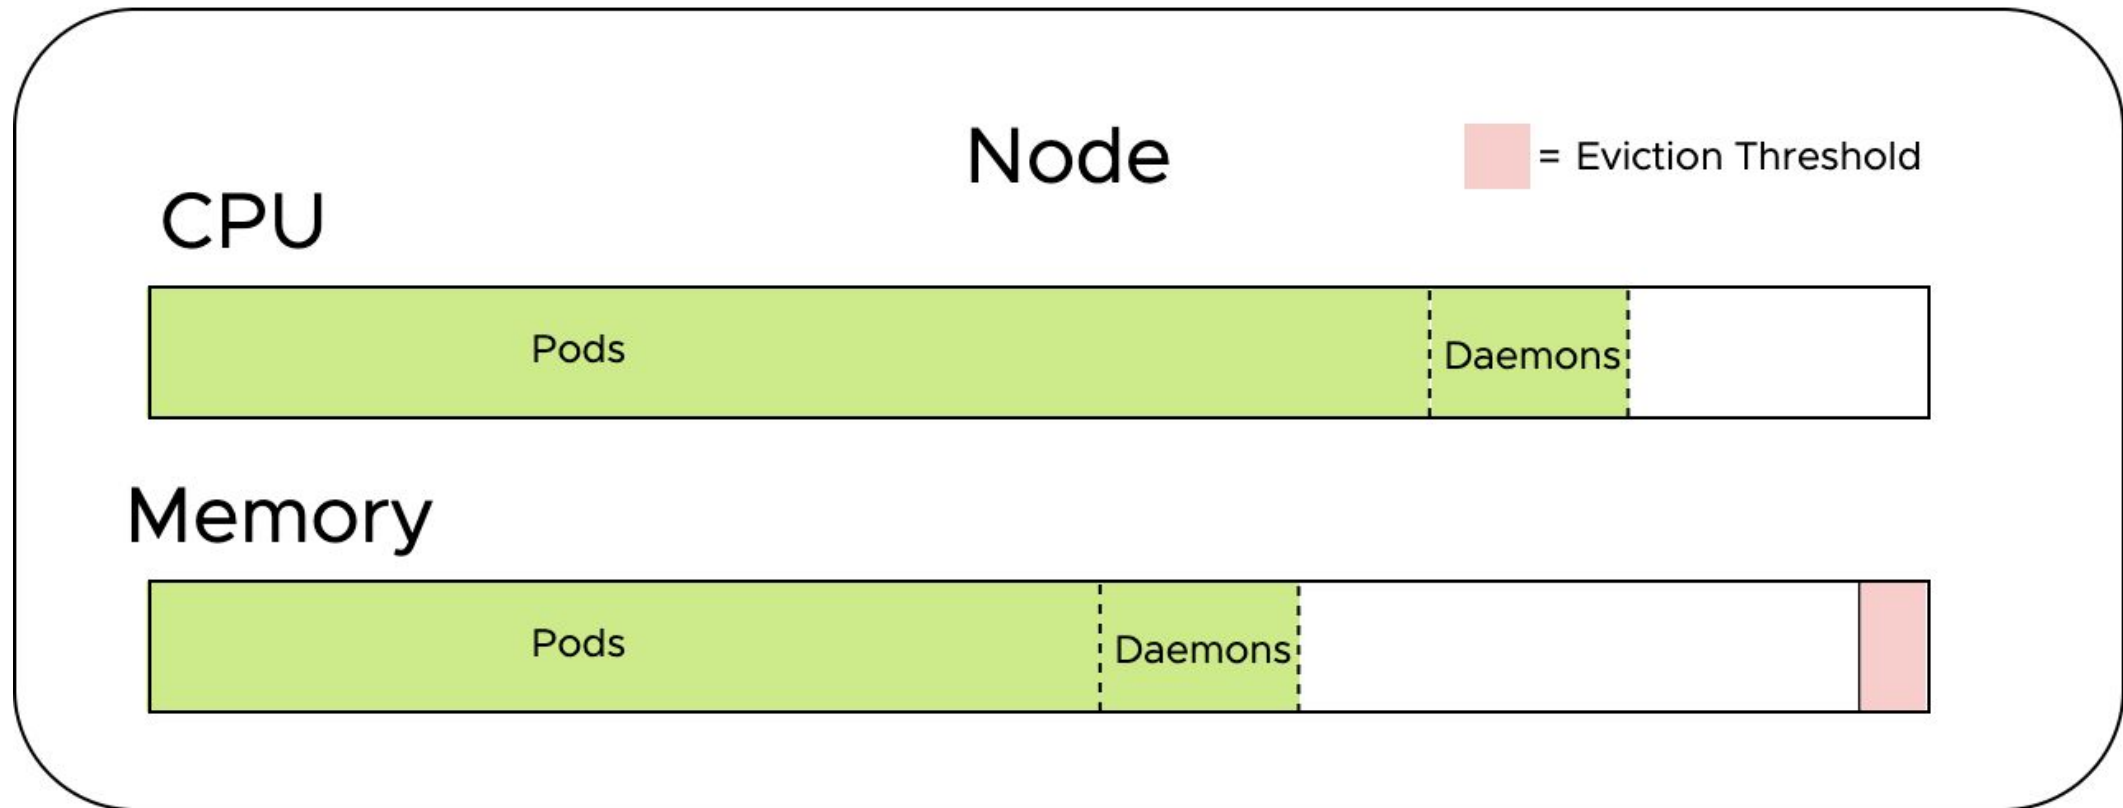 Node
= Eviction Threshold
CPU
Pods
Daemons
Memory
Pods
Daemons